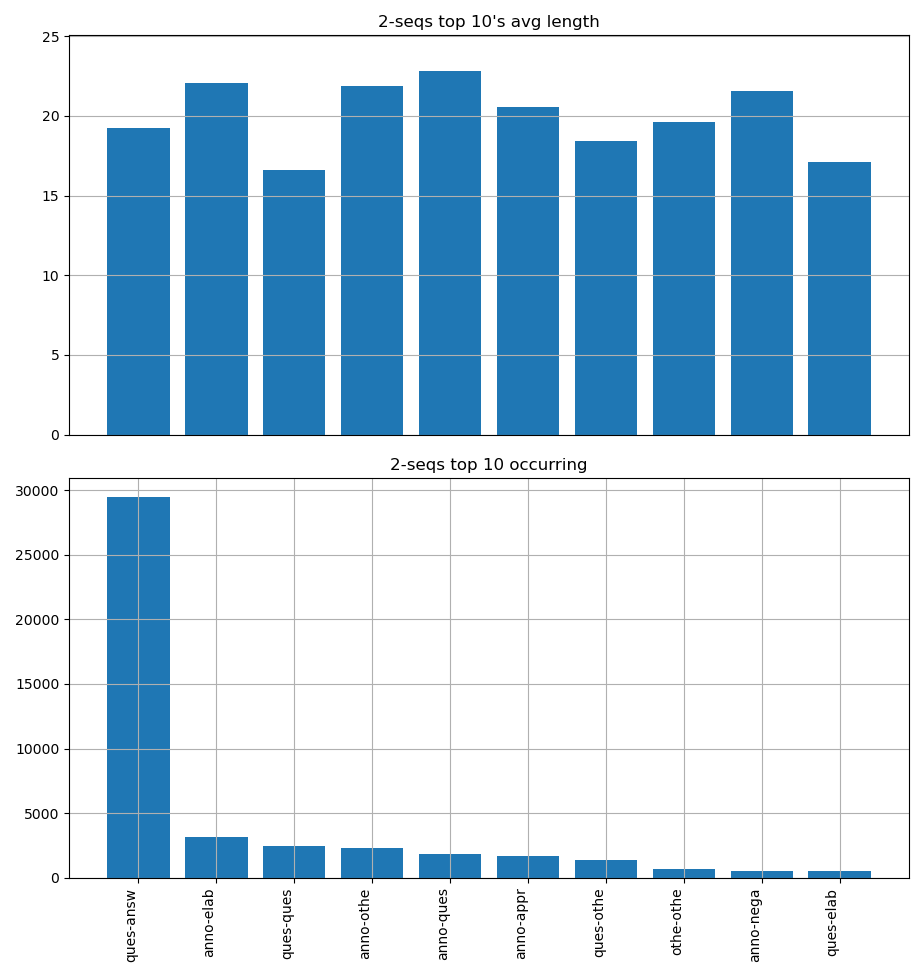 2-seqs top 10's avg length
25
20
15
10
5
0
2-seqs top 10 occurring
30000
25000
20000
15000
10000
5000
0
ques-answ
anno-elab
ques-ques
anno-othe
anno-ques
anno-appr
ques-othe
othe-othe
anno-nega
ques-elab